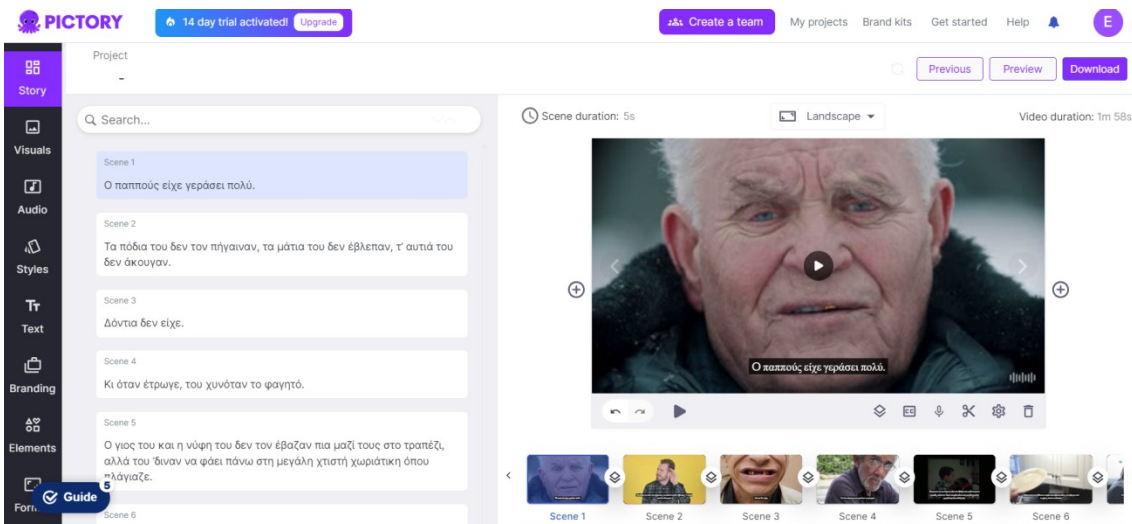 PICTORY
14 day trial activated! Upgrade
Create a team
My projects
Brand kits
Get started
Help
E
Project
-
Previous
Preview
Download
Story
Visuals
Audio
Styles
Text
Branding
Elements
5
Guide
Search...
Scene 1
Ο παππούς είχε γεράσει πολύ.
Scene 2
Τα πόδια του δεν τον πήγαιναν, τα μάτια του δεν έβλεπαν, τ’ αυτιά του
δεν άκουγαν.
Scene 3
Δόντια δεν είχε.
Scene 4
Κι όταν έτρωγε, του χυνόταν το φαγητό.
Scene 5
Ο γιος του και η νύφη του δεν τον έβαζαν πια μαζί τους στο τραπέζι,
αλλά του ‘διναν να φάει πάνω στη μεγάλη χτιστή χωριάτικη όπου
πλάγιαζε.
Scene 6
Scene duration: 5s
Landscape
Video duration: 1m 58s
Ο παππούς είχε γεράσει πολύ.
CC
Scene 1
Scene 2
Scene 3
Scene 4
Scene 5
Scene 6